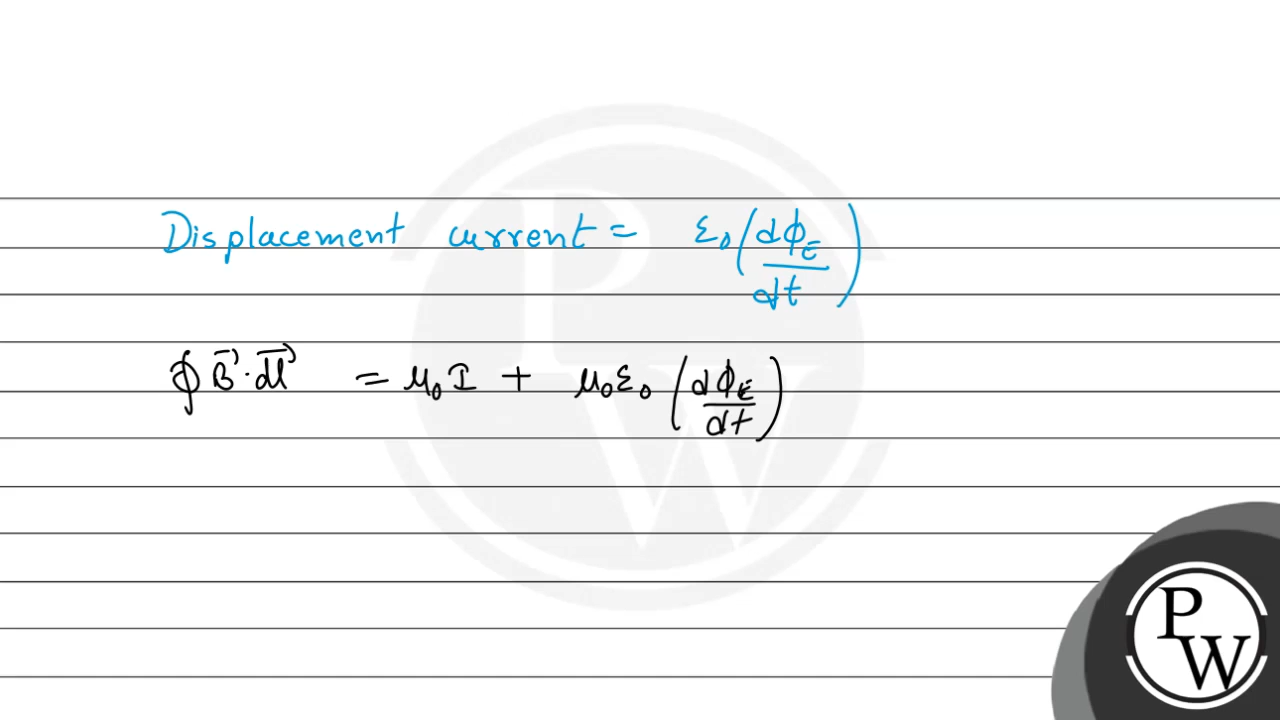 Displacement current = ε₀(dϕ_E/dt)
∮B⃗·dl⃗ = μ₀I + μ₀ε₀(dϕ_E/dt)
P
W
PW